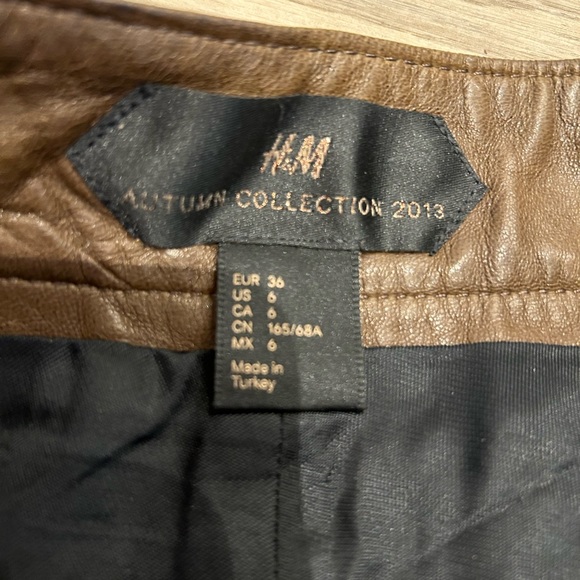 H&M
AUTUMN COLLECTION 2013
EUR 36
US 6
CA 6
CN 165/68A
MX 6
Made in
Turkey